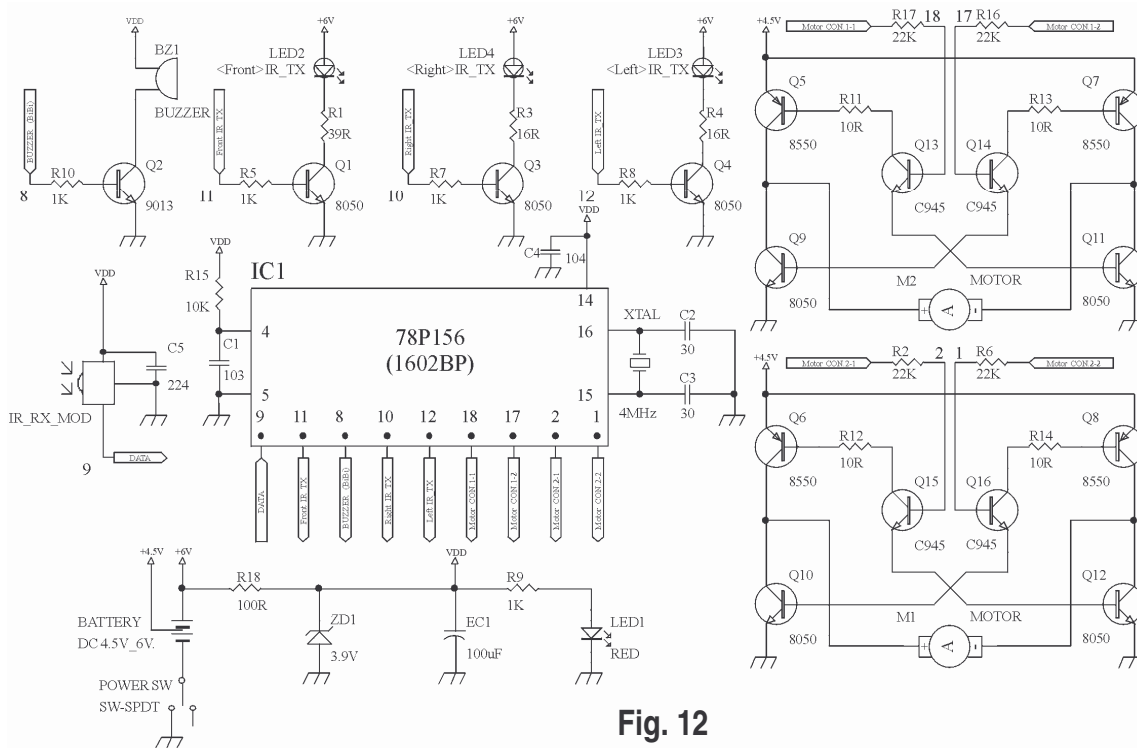 VDD
BZ1
BUZZER
BUZZER (BiBi)
8
R10
1K
Q2
9013
+6V
LED2
<Front>IR_TX
R1
39R
Front IR TX
11
R5
1K
Q1
8050
+6V
LED4
<Right>IR_TX
R3
16R
Right IR TX
10
R7
1K
Q3
8050
+6V
LED3
<Left>IR_TX
R4
16R
Left IR TX
12
R8
1K
Q4
8050
+4.5V
Motor CON 1-1
R17
22K
18
17
R16
22K
Motor CON 1-2
Q5
8550
R11
10R
Q13
C945
Q14
C945
R13
10R
Q7
8550
Q9
8050
M2
MOTOR
+ A -
Q11
8050
VDD
IR_RX_MOD
C5
224
9
DATA
VDD
R15
10K
C1
103
IC1
78P156
(1602BP)
4
5
14
16
15
VDD
C4
104
XTAL
4MHz
C2
30
C3
30
9 11 8 10 12 18 17 2 1
DATA
Front IR TX
BUZZER (BiBi)
Right IR TX
Left IR TX
Motor CON 1-1
Motor CON 1-2
Motor CON 2-1
Motor CON 2-2
+4.5V
Motor CON 2-1
R2
22K
2
1
R6
22K
Motor CON 2-2
Q6
8550
R12
10R
Q15
C945
Q16
C945
R14
10R
Q8
8550
Q10
8050
M1
MOTOR
+ A -
Q12
8050
+4.5V
+6V
BATTERY
DC 4.5V_6V.
POWER SW
SW-SPDT
R18
100R
ZD1
3.9V
VDD
EC1
100uF
R9
1K
LED1
RED
Fig. 12